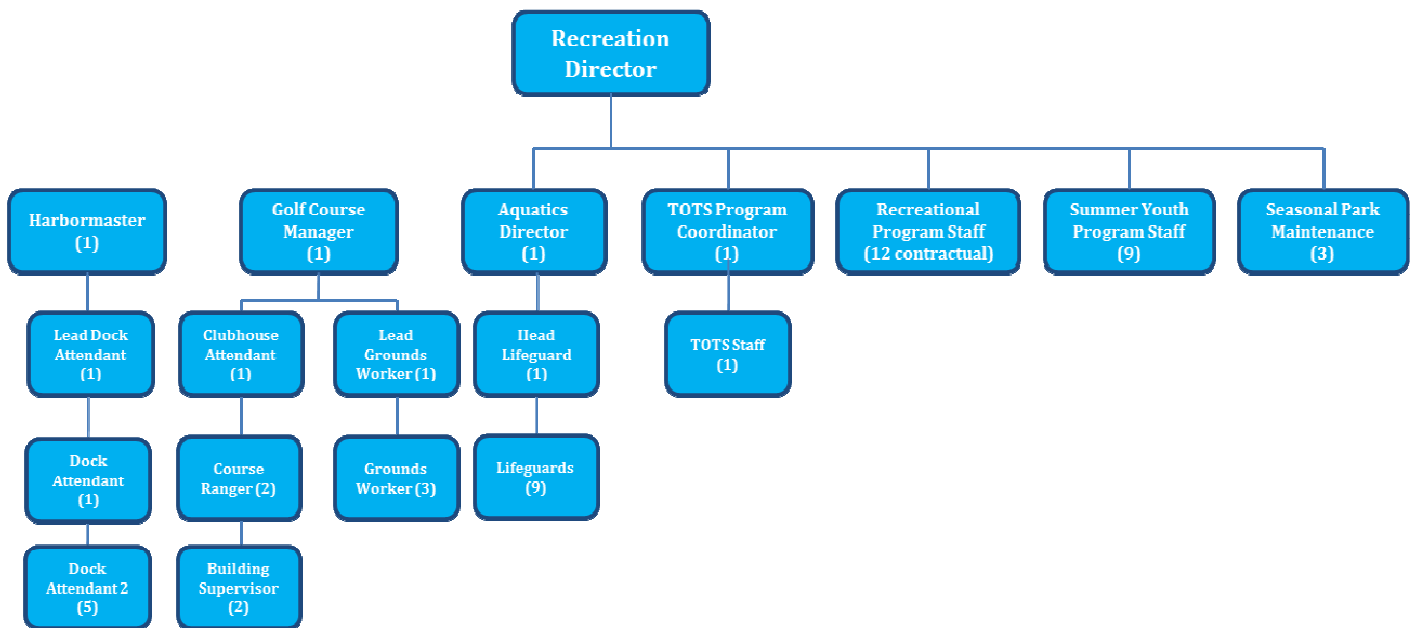 Recreation
Director
Harbormaster
(1)
Golf Course
Manager
(1)
Aquatics
Director
(1)
TOTS Program
Coordinator
(1)
Recreational
Program Staff
(12 contractual)
Summer Youth
Program Staff
(9)
Seasonal Park
Maintenance
(3)
Lead Dock
Attendant
(1)
Clubhouse
Attendant
(1)
Lead
Grounds
Worker (1)
Head
Lifeguard
(1)
TOTS Staff
(1)
Dock
Attendant
(1)
Course
Ranger (2)
Grounds
Worker (3)
Lifeguards
(9)
Dock
Attendant 2
(5)
Building
Supervisor
(2)